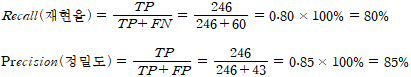 Recall(재현율) = TP / TP+FN = 246 / 246+60 = 0.80 × 100% = 80%
Precision(정밀도) = TP / TP+FP = 246 / 246+43 = 0.85 × 100% = 85%